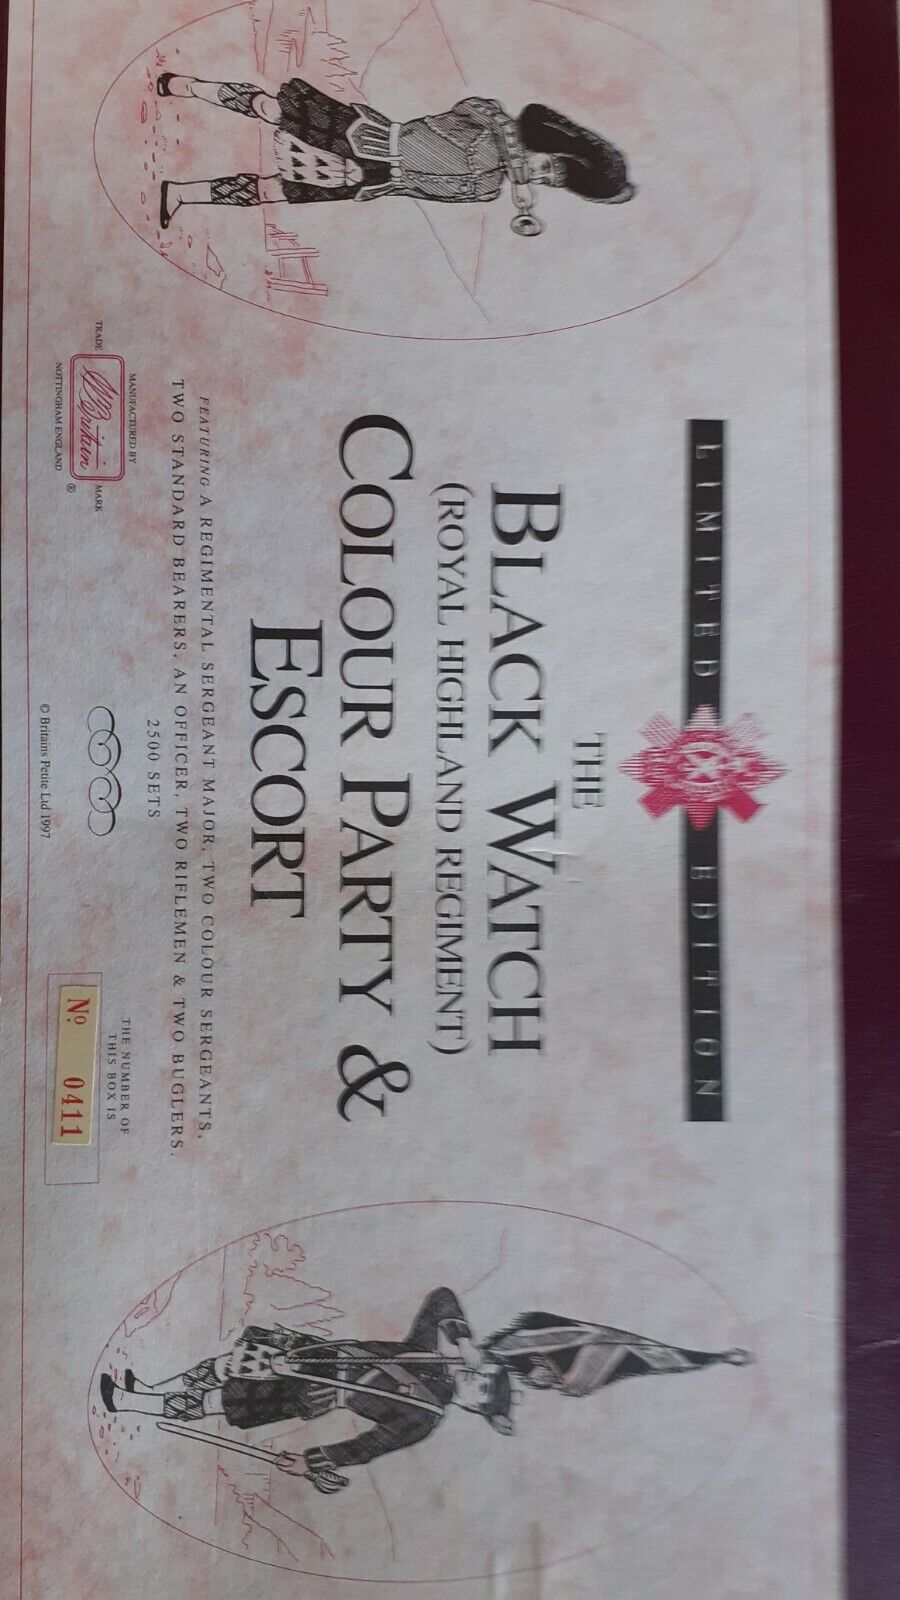 LIMITED EDITION
THE
BLACK WATCH
(ROYAL HIGHLAND REGIMENT)
COLOUR PARTY &
ESCORT
FEATURING A REGIMENTAL SERGEANT MAJOR, TWO COLOUR SERGEANTS,
TWO STANDARD BEARERS, AN OFFICER, TWO RIFLEMEN & TWO BUGLERS.
2500 SETS
MANUFACTURED BY
TRADE WBritain MARK
NOTTINGHAM ENGLAND ®
© Britains Petite Ltd 1997
THE NUMBER OF
THIS BOX IS
Nº 0411